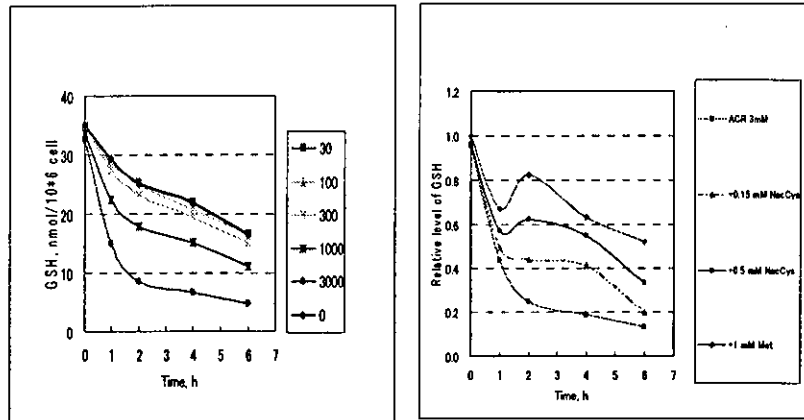 40
30
20
10
0
0 1 2 3 4 5 6 7
GSH, nmol/10*6 cell
Time, h
30
100
300
1000
3000
0
1.2
1.0
0.8
0.6
0.4
0.2
0.0
0 1 2 3 4 5 6 7
Relative level of GSH
Time, h
ACR 3mM
+0.15 mM NacCys
+0.5 mM NacCys
+1 mM Met